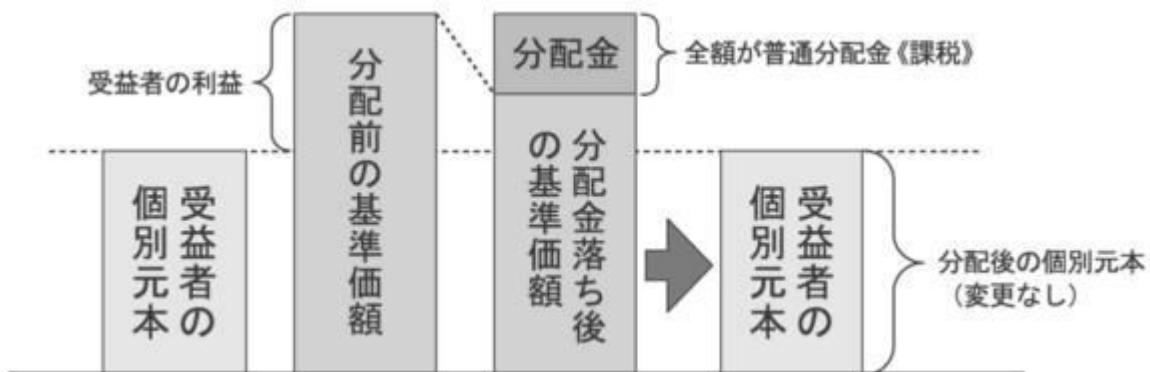 受益者の利益
受益者の
個別元本
分配前の基準価額
分配金
全額が普通分配金《課税》
分配金落ち後
の基準価額
受益者の
個別元本
分配後の個別元本
(変更なし)